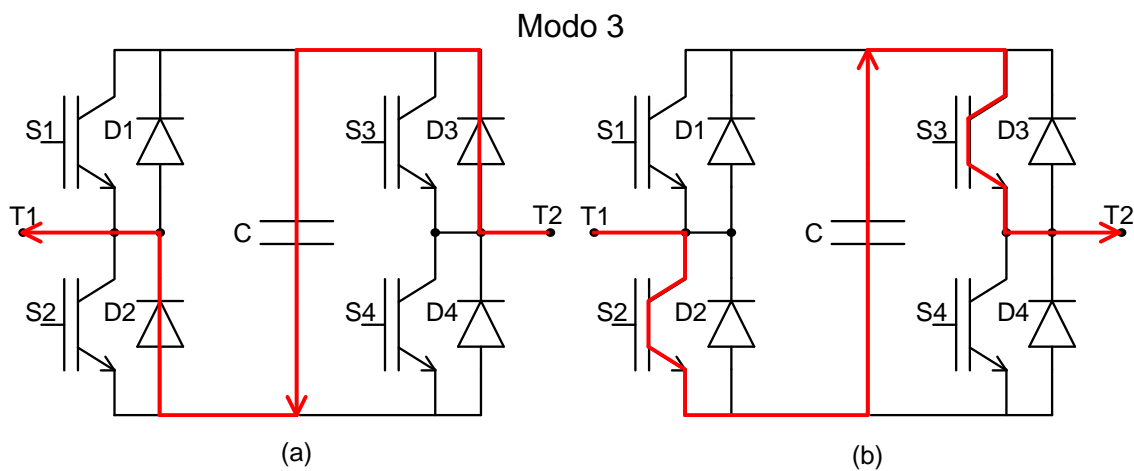 Modo 3
S1 D1 S3 D3
T1 C T2
S2 D2 S4 D4
(a)
S1 D1 S3 D3
T1 C T2
S2 D2 S4 D4
(b)